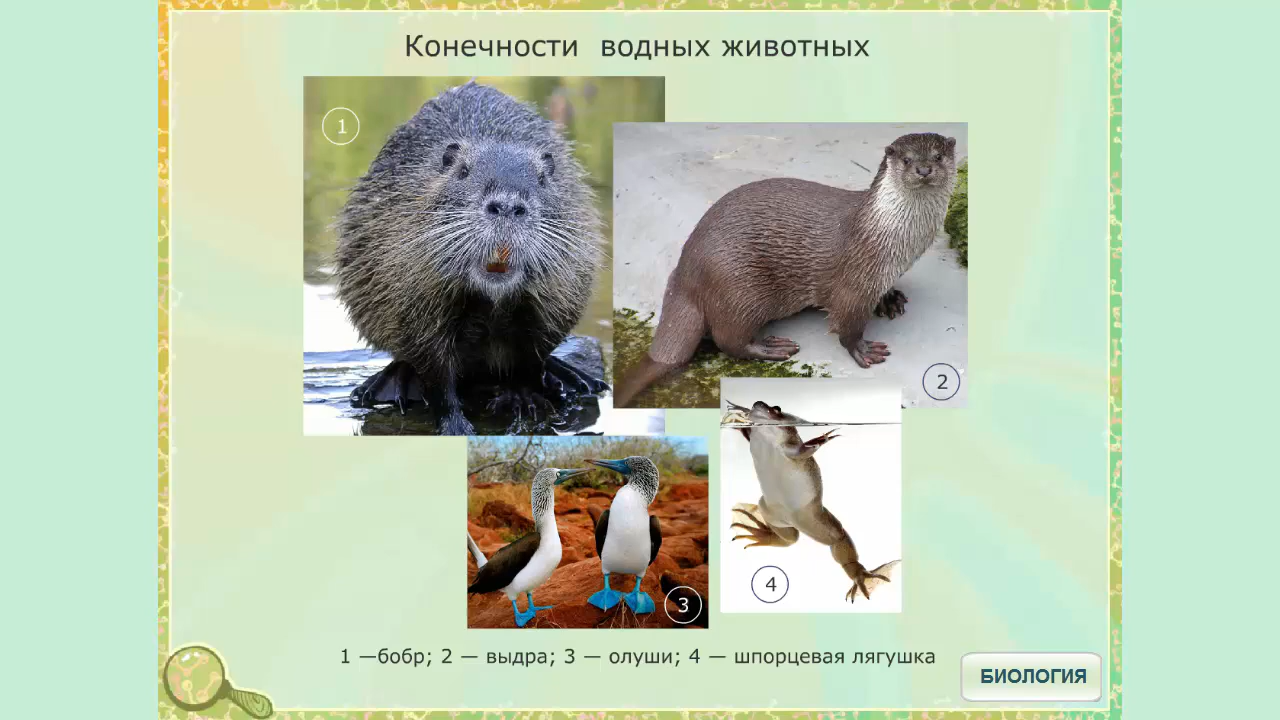 Конечности водных животных
1
2
3
4
1 —бобр; 2 — выдра; 3 — олуши; 4 — шпорцевая лягушка
БИОЛОГИЯ